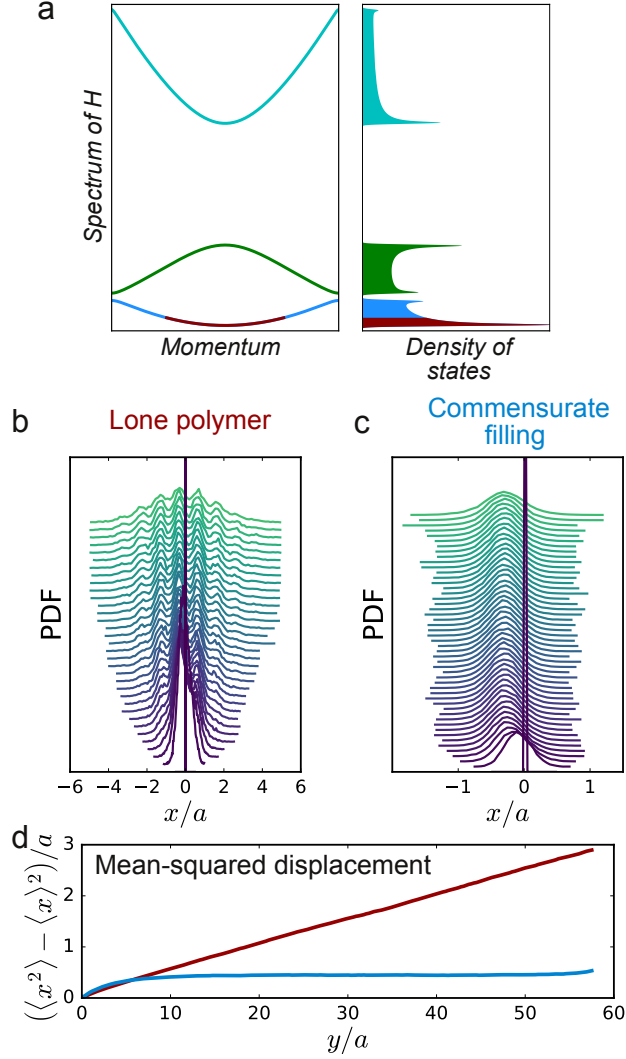 a
Spectrum of H
Momentum
Density of
states
b
Lone polymer
c
Commensurate
filling
PDF
PDF
−6 −4 −2 0 2 4 6
x/a
−1 0 1
x/a
d
Mean-squared displacement
(⟨x²⟩ − ⟨x⟩²)/a
3
2
1
0
0 10 20 30 40 50 60
y/a